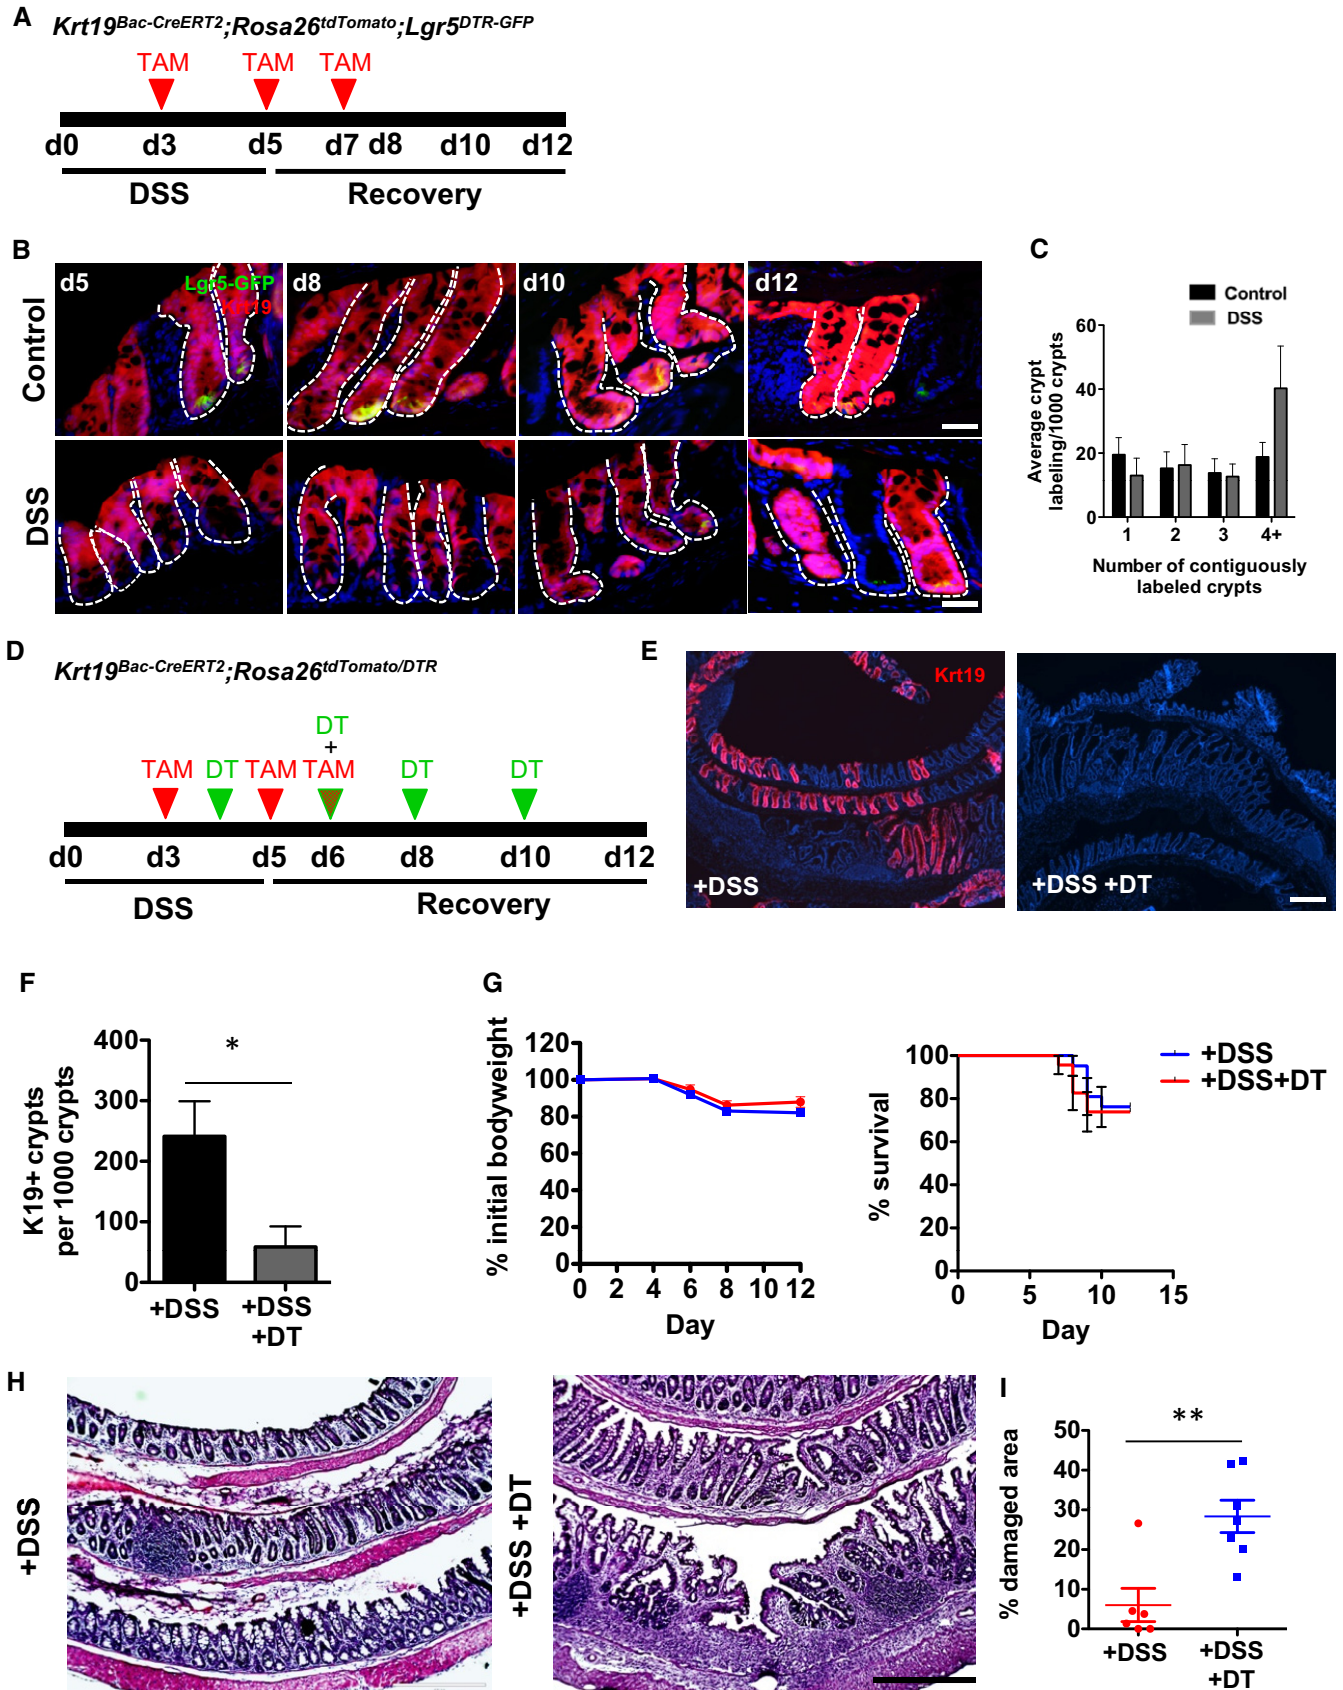 A
Krt19Bac-CreERT2;Rosa26tdTomato;Lgr5DTR-GFP
TAM TAM TAM
d0 d3 d5 d7 d8 d10 d12
DSS Recovery
B
d5 d8 d10 d12
Lgr5-GFP
Krt19
Control
DSS
C
Control
DSS
60
40
20
0
Average crypt
labeling/1000 crypts
1 2 3 4+
Number of contiguously
labeled crypts
D
Krt19Bac-CreERT2;Rosa26tdTomato/DTR
DT
+
TAM DT TAM TAM DT DT
d0 d3 d5 d6 d8 d10 d12
DSS Recovery
E
Krt19
+DSS
+DSS +DT
F
*
400
300
200
100
0
K19+ crypts
per 1000 crypts
+DSS +DSS
+DT
G
120
100
80
60
40
20
0
% initial bodyweight
0 2 4 6 8 10 12
Day
100
80
60
40
20
0
% survival
0 5 10 15
Day
+DSS
+DSS+DT
H
+DSS
+DSS +DT
I
**
50
40
30
20
10
0
% damaged area
+DSS +DSS
+DT